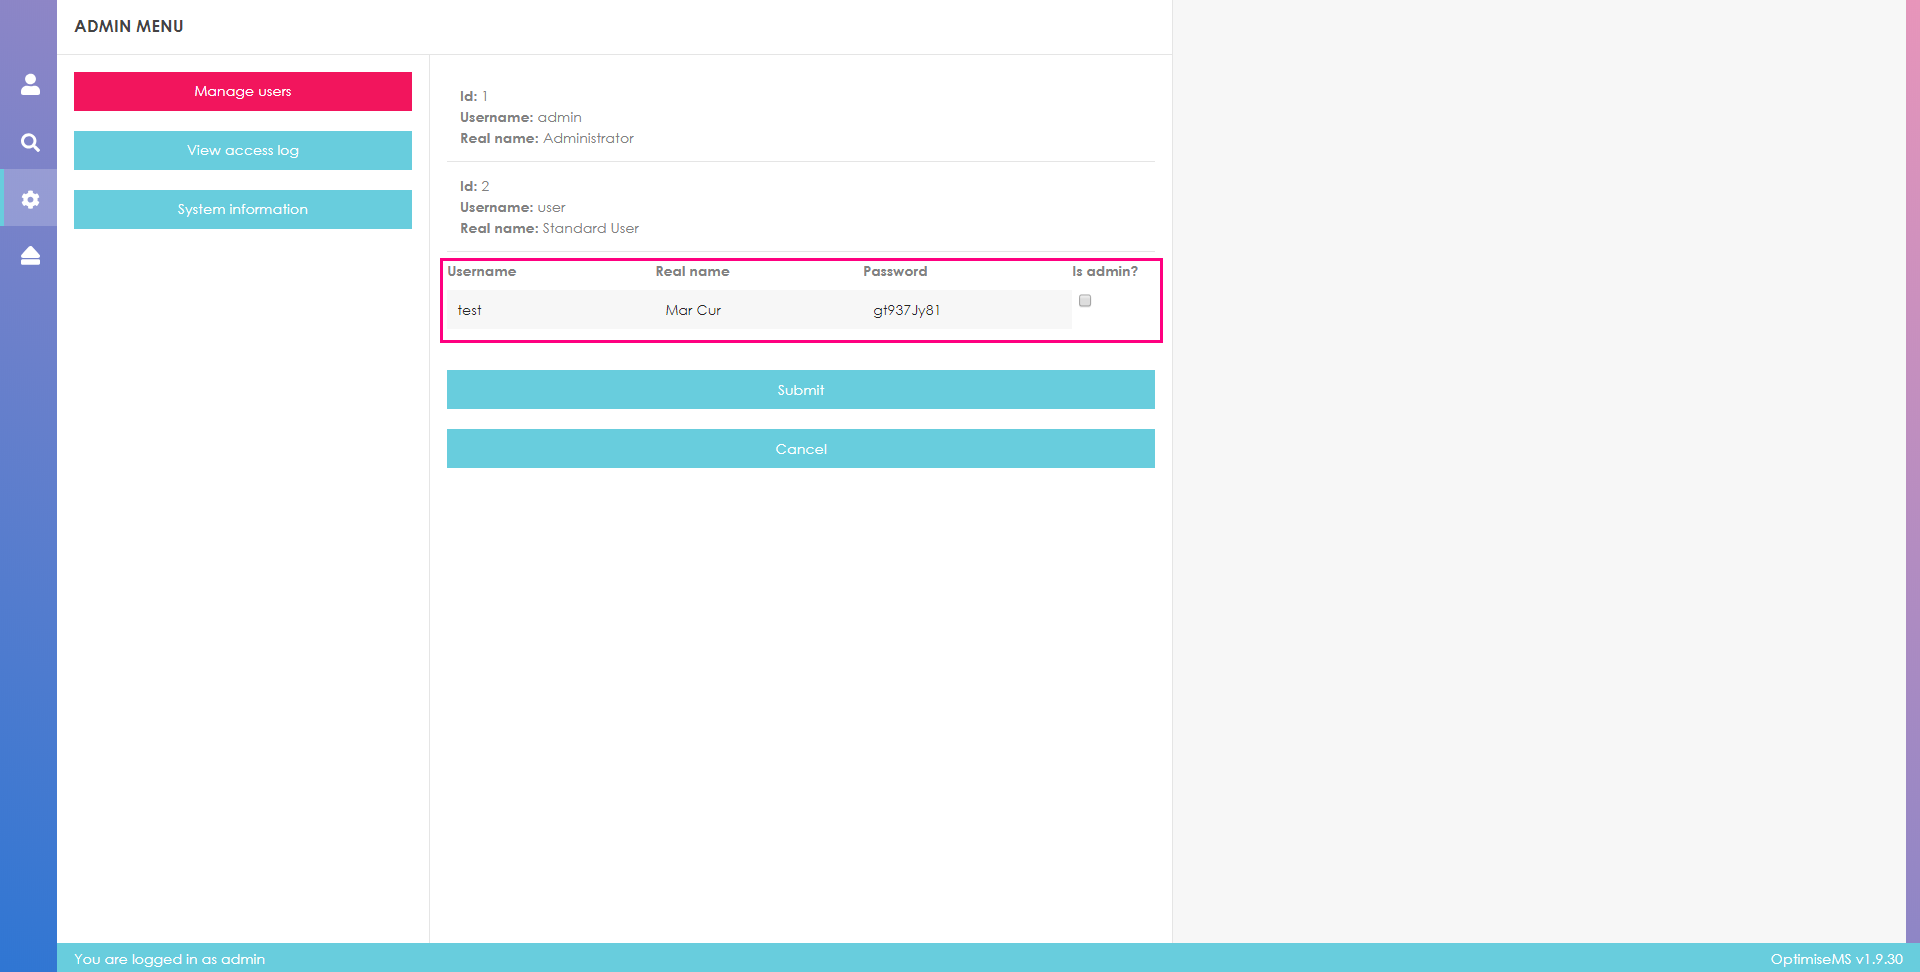 ADMIN MENU
Manage users
View access log
System information
Id: 1
Username: admin
Real name: Administrator
Id: 2
Username: user
Real name: Standard User
Username Real name Password Is admin?
test Mar Cur gt937Jy81
Submit
Cancel
You are logged in as admin
OptimiseMS v1.9.30